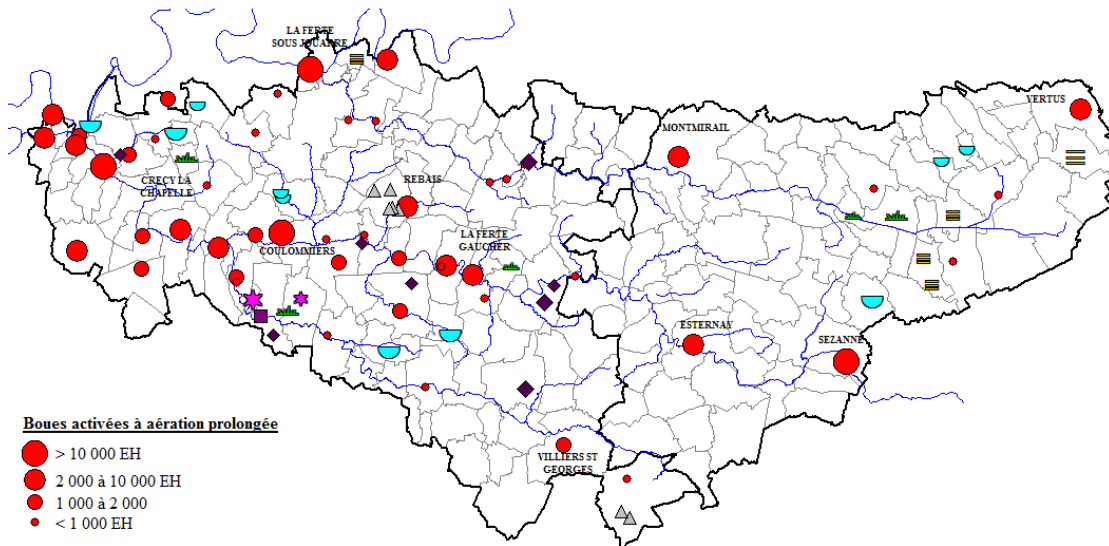 LA FERTE
SOUS JOUARRE
VERTUS
MONTMIRAIL
CRECY LA
CHAPELLE
REBAIS
LA FERTE
GAUCHER
COULOMMIERS
ESTERNAY
SEZANNE
VILLIERS ST
GEORGES
Boues activées à aération prolongée
> 10 000 EH
2 000 à 10 000 EH
1 000 à 2 000
< 1 000 EH